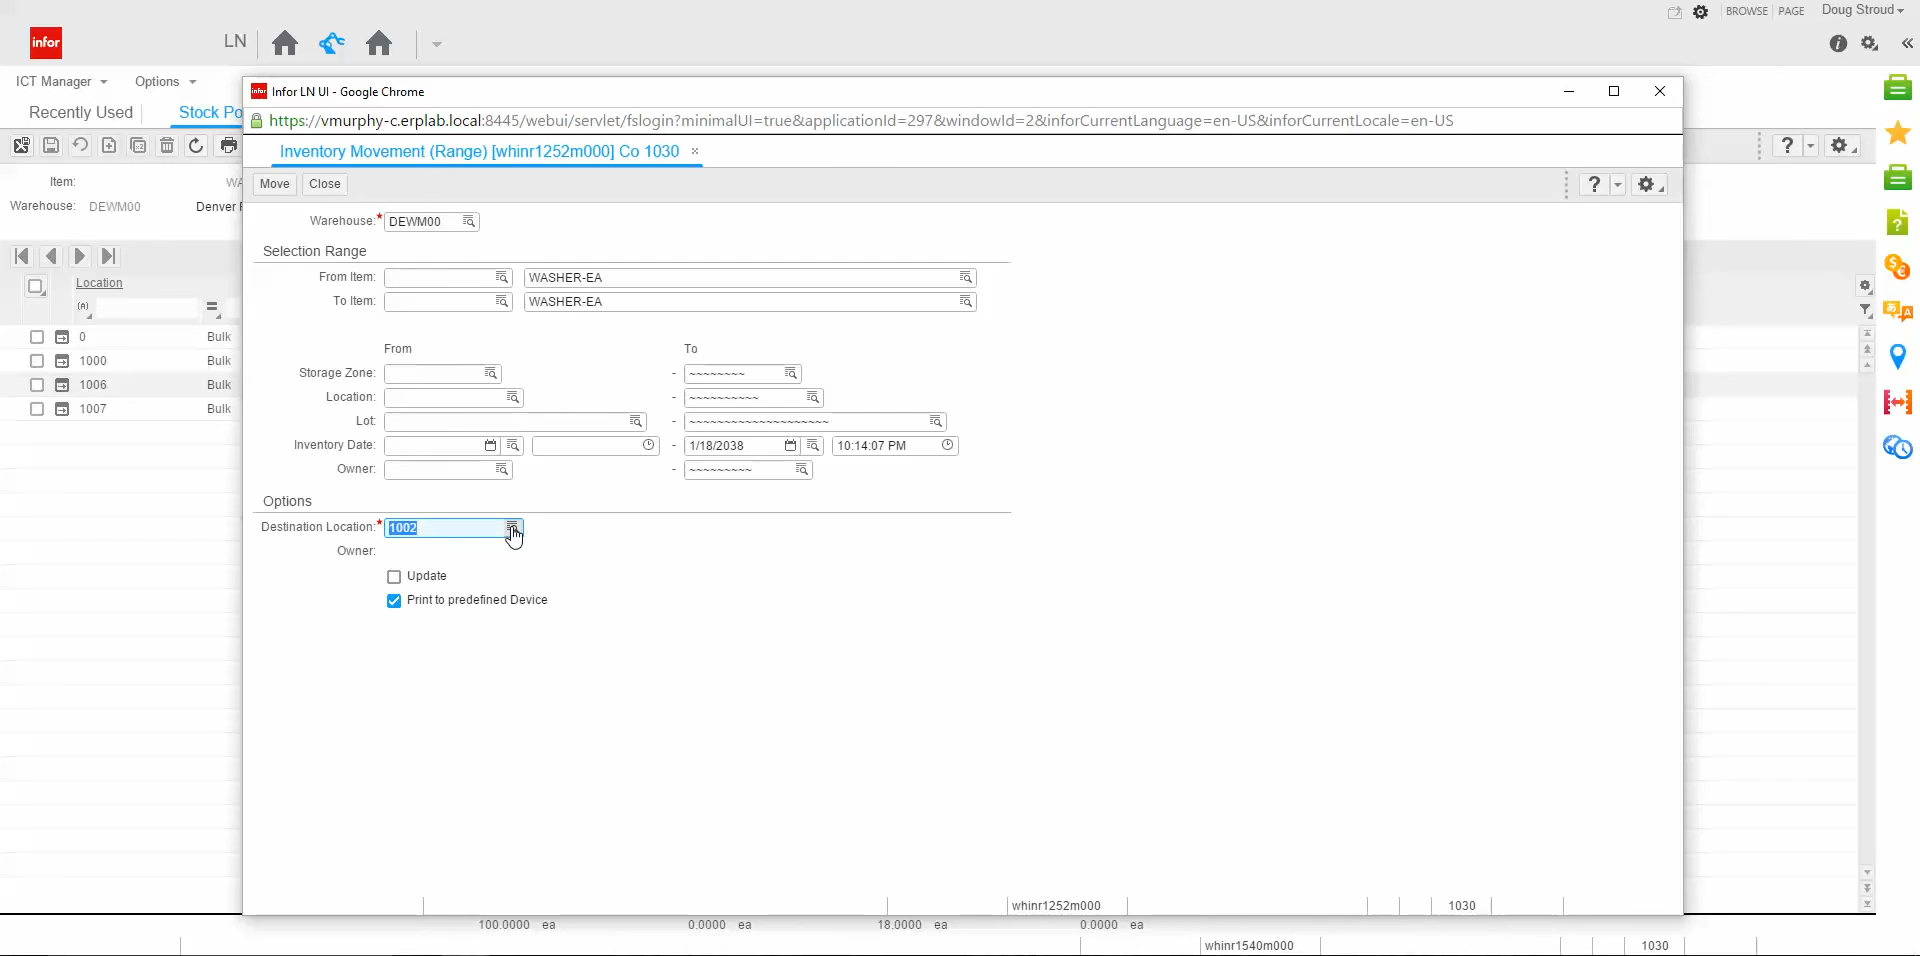 BROWSE PAGE Doug Stroud
infor LN
ICT Manager Options
infor Infor LN UI - Google Chrome
Recently Used Stock Po
https://vmurphy-c.erplab.local:8445/webui/servlet/fslogin?minimalUI=true&applicationId=297&windowId=2&inforCurrentLanguage=en-US&inforCurrentLocale=en-US
Inventory Movement (Range) [whinr1252m000] Co 1030 ×
Item: WA
Move Close
Warehouse: DEWM00 Denver
Warehouse:* DEWM00
Selection Range
From Item: WASHER-EA
To Item: WASHER-EA
Location
(A)
0 Bulk
1000 Bulk
1006 Bulk
1007 Bulk
From To
Storage Zone: - ~~~~~~~~
Location: - ~~~~~~~~~~
Lot: - ~~~~~~~~~~~~~~~~~~~~
Inventory Date: - 1/18/2038 10:14:07 PM
Owner: - ~~~~~~~~~
Options
Destination Location:* 1002
Owner:
Update
Print to predefined Device
whinr1252m000 1030
100.0000 ea 0.0000 ea 18.0000 ea 0.0000 ea
whinr1540m000 1030